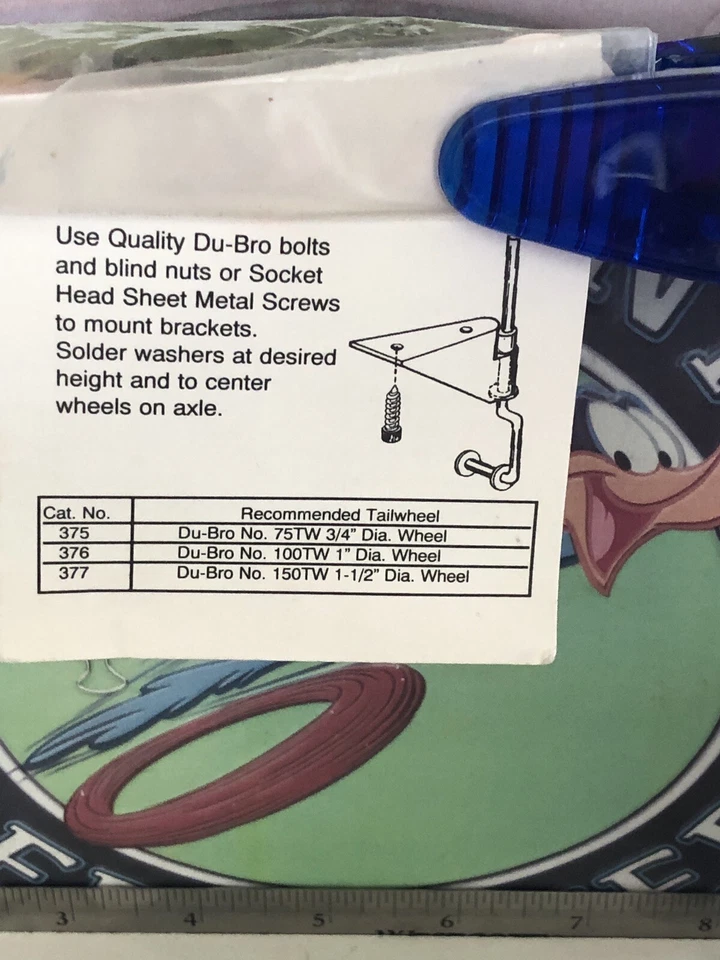 Use Quality Du-Bro bolts
and blind nuts or Socket
Head Sheet Metal Screws
to mount brackets.
Solder washers at desired
height and to center
wheels on axle.
Cat. No. Recommended Tailwheel
375 Du-Bro No. 75TW 3/4” Dia. Wheel
376 Du-Bro No. 100TW 1” Dia. Wheel
377 Du-Bro No. 150TW 1-1/2” Dia. Wheel
3 4 5 6 7 8